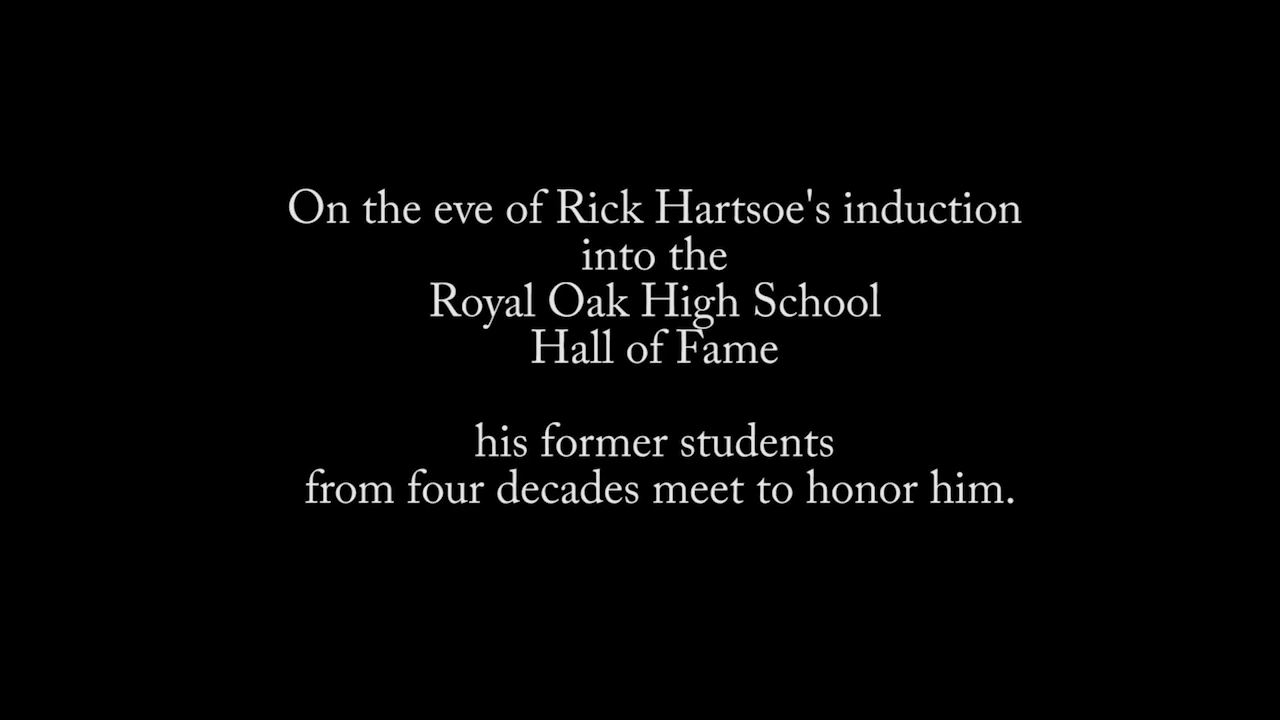 On the eve of Rick Hartsoe's induction
into the
Royal Oak High School
Hall of Fame
his former students
from four decades meet to honor him.